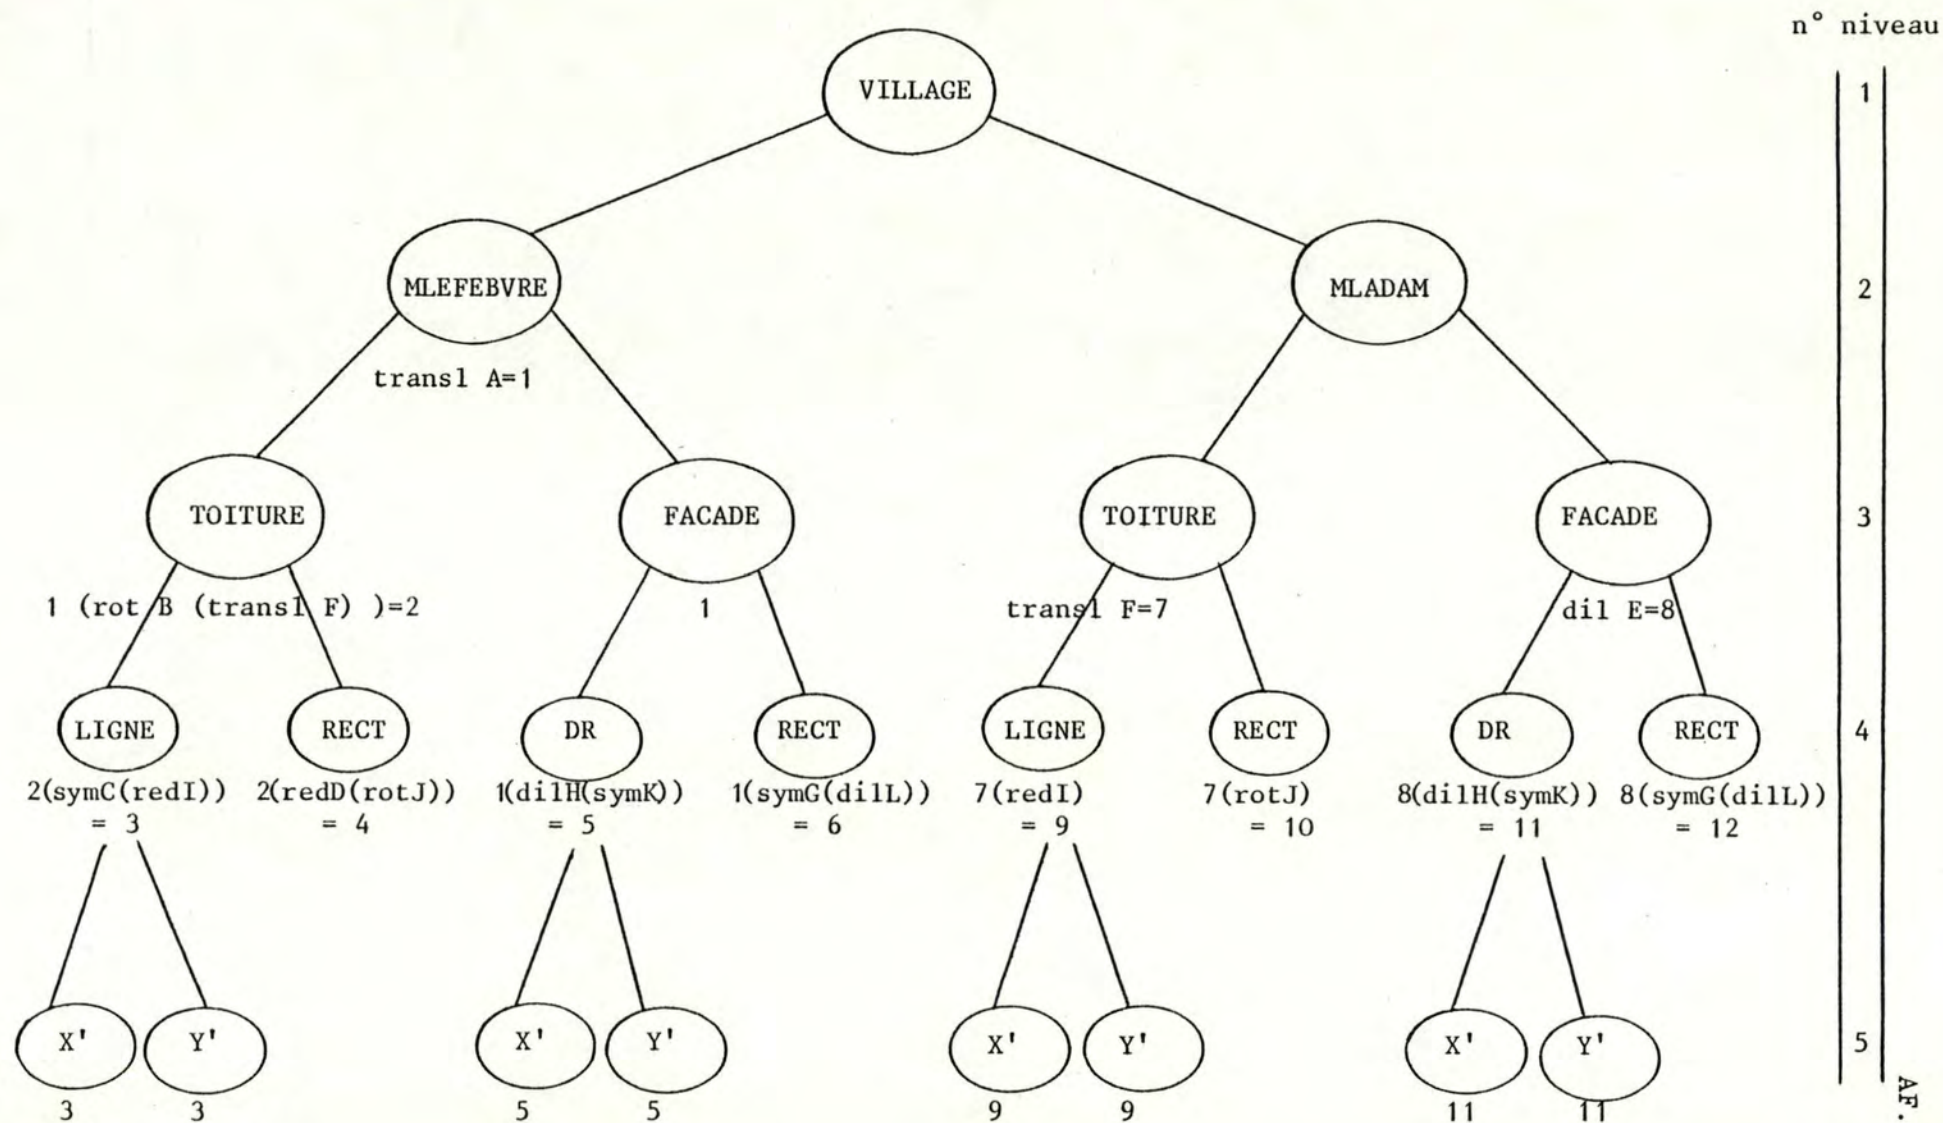 n° niveau
VILLAGE
1
MLEFEBVRE
MLADAM
2
transl A=1
TOITURE
FACADE
TOITURE
FACADE
3
1 (rot B (transl F) )=2
1
transl F=7
dil E=8
LIGNE
RECT
DR
RECT
LIGNE
RECT
DR
RECT
4
2(symC(redI))
= 3
2(redD(rotJ))
= 4
1(dilH(symK))
= 5
1(symG(dilL))
= 6
7(redI)
= 9
7(rotJ)
= 10
8(dilH(symK))
= 11
8(symG(dilL))
= 12
X'
Y'
X'
Y'
X'
Y'
X'
Y'
5
3
3
5
5
9
9
11
11
AF.